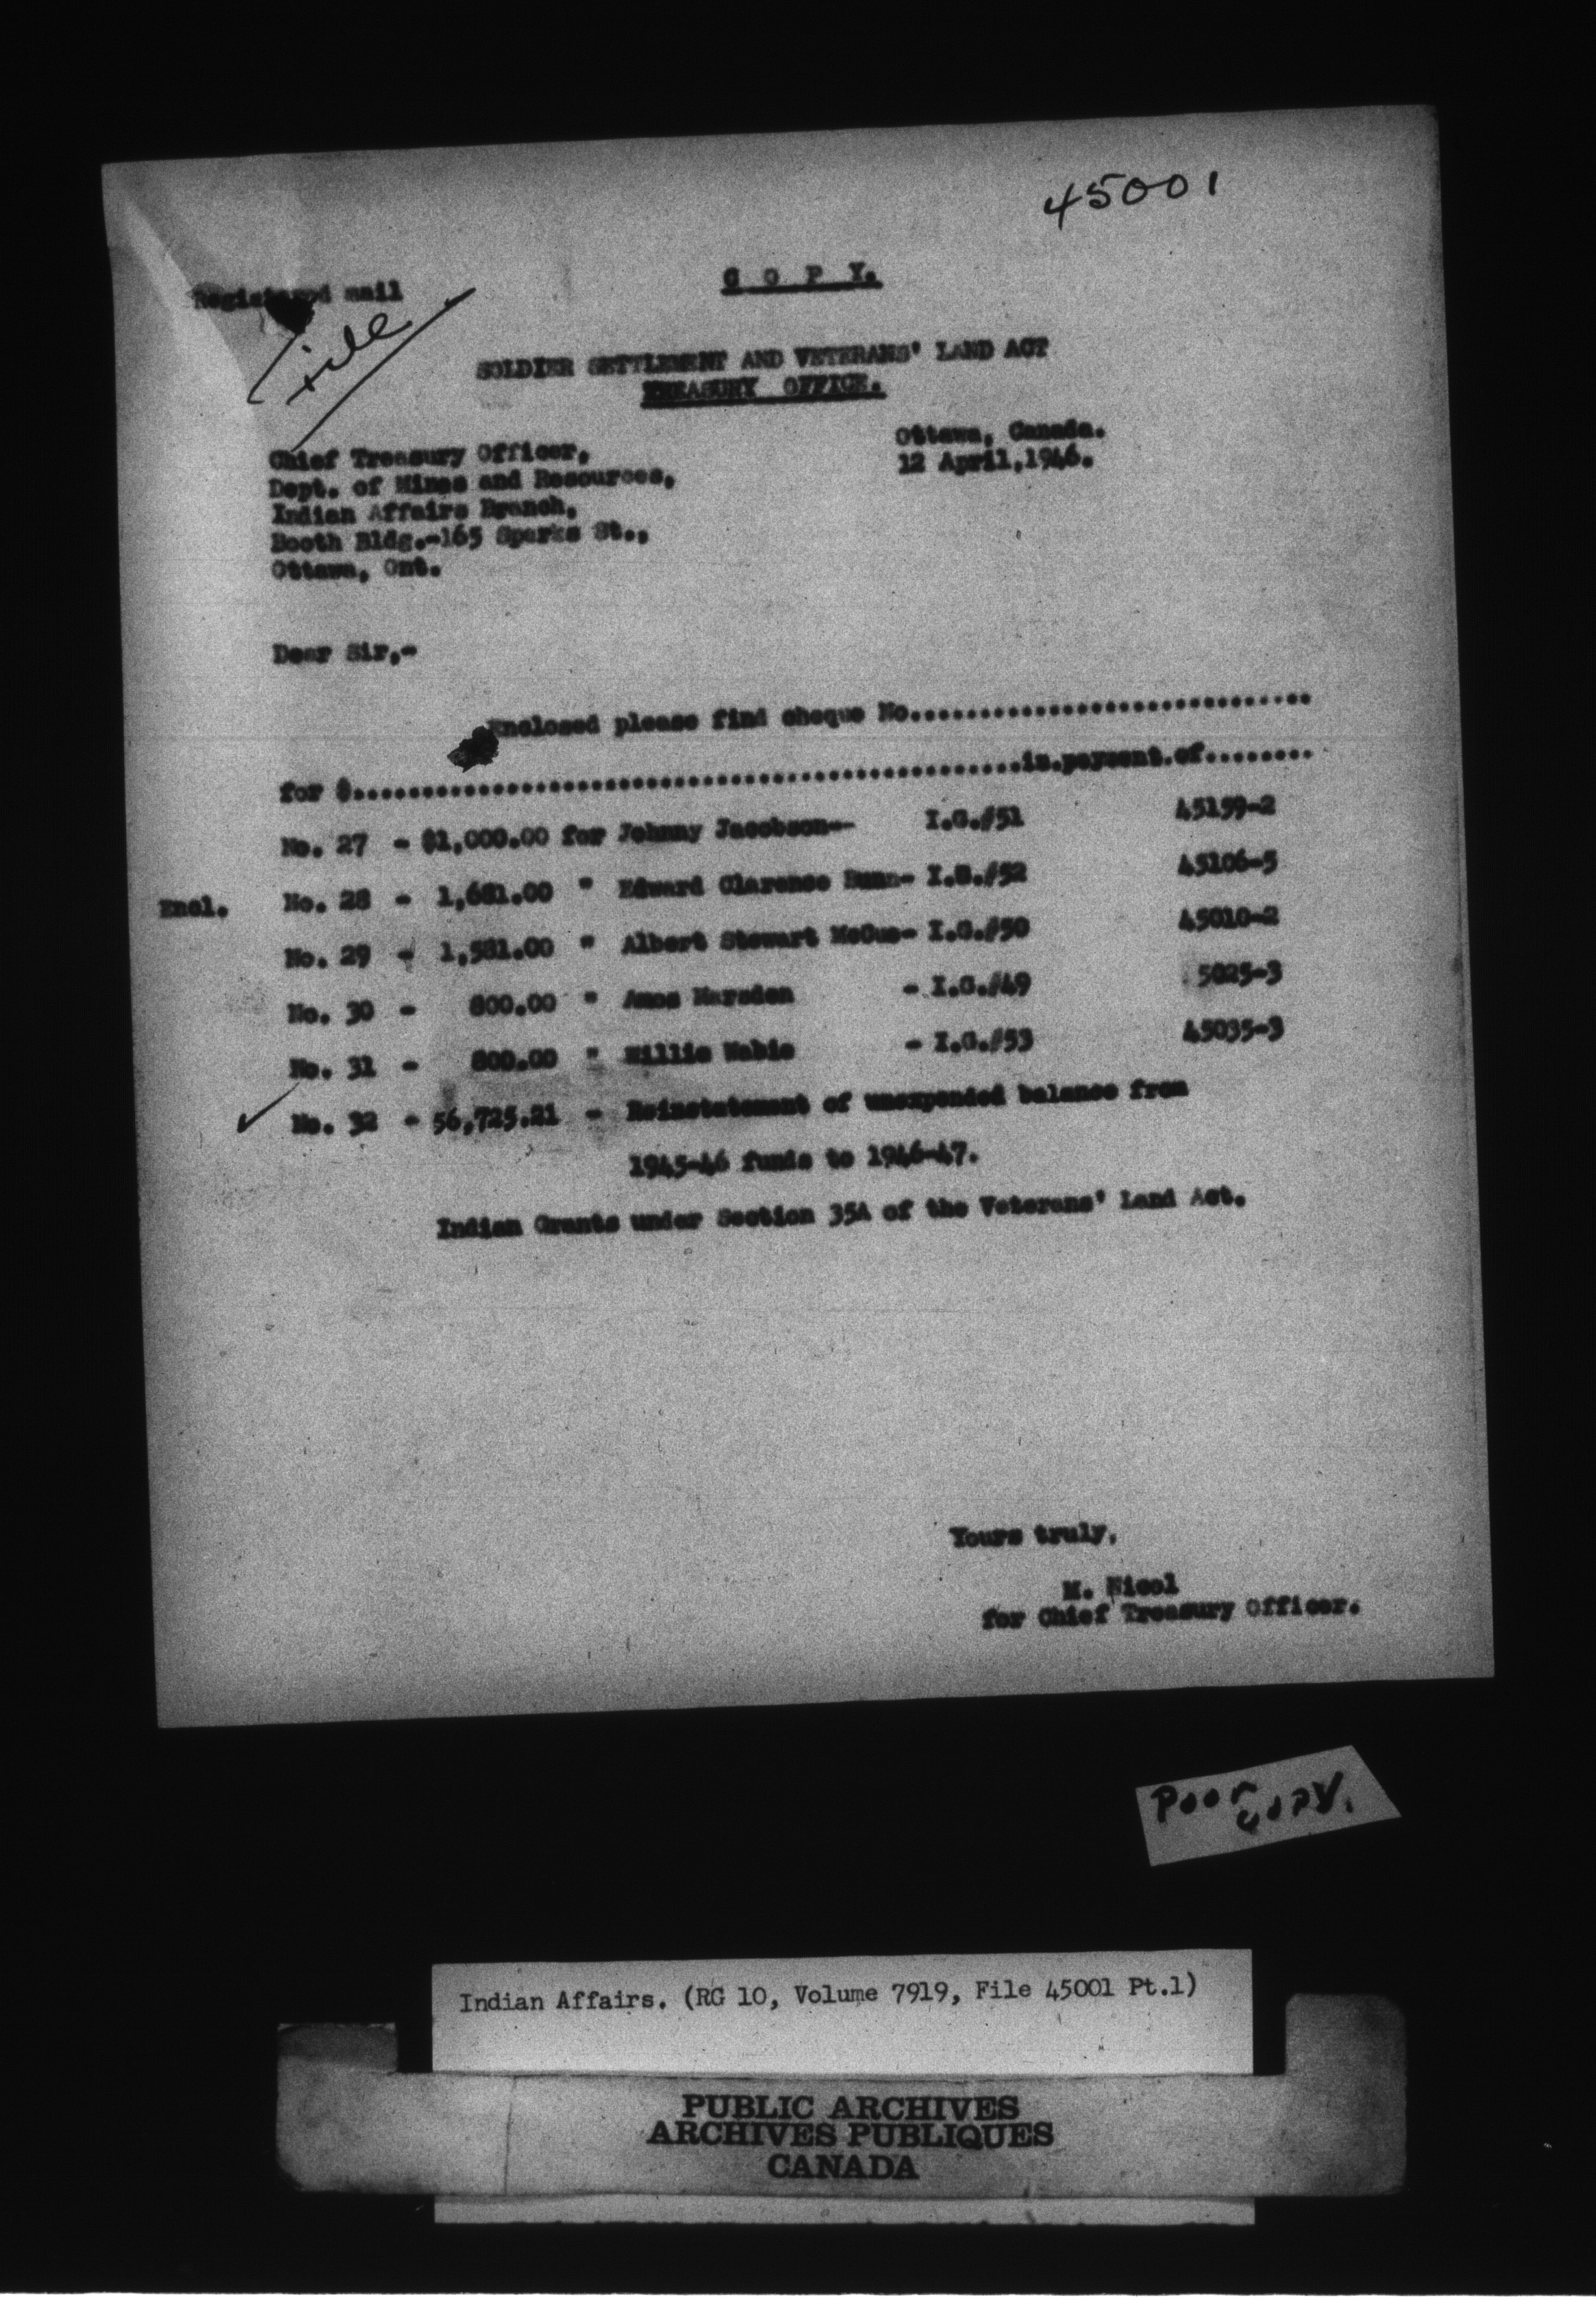 45001
C O P Y.
Registered mail
file
SOLDIER SETTLEMENT AND VETERANS' LAND ACT
TREASURY OFFICE.
Ottawa, Canada.
12 April,1946.
Chief Treasury Officer,
Dept. of Mines and Resources,
Indian Affairs Branch,
Booth Bldg.-165 Sparks St.,
Ottawa, Ont.
Dear Sir,-
Enclosed please find cheque No...............................
for $..................................................in.payment.of........
No. 27 - $1,000.00 for Johnny Jacobson-- I.G.#51 45159-2
Encl. No. 28 - 1,681.00 " Edward Clarence - I.G.#52 45106-5
No. 29 - 1,581.00 " Albert Stewart McCue- I.G.#50 45010-2
No. 30 - 800.00 " Amos Marsden - I.G.#49 5025-3
No. 31 - 800.00 " Willie - I.G.#53 45035-3
No. 32 - 56,725.21 - Reinstatement of unexpended balance from
1945-46 funds to 1946-47.
Indian Grants under Section 35A of the Veterans' Land Act.
Yours truly,
M. Nicol
for Chief Treasury Officer.
Poor
copy.
Indian Affairs. (RG 10, Volume 7919, File 45001 Pt.1)
PUBLIC ARCHIVES
ARCHIVES PUBLIQUES
CANADA